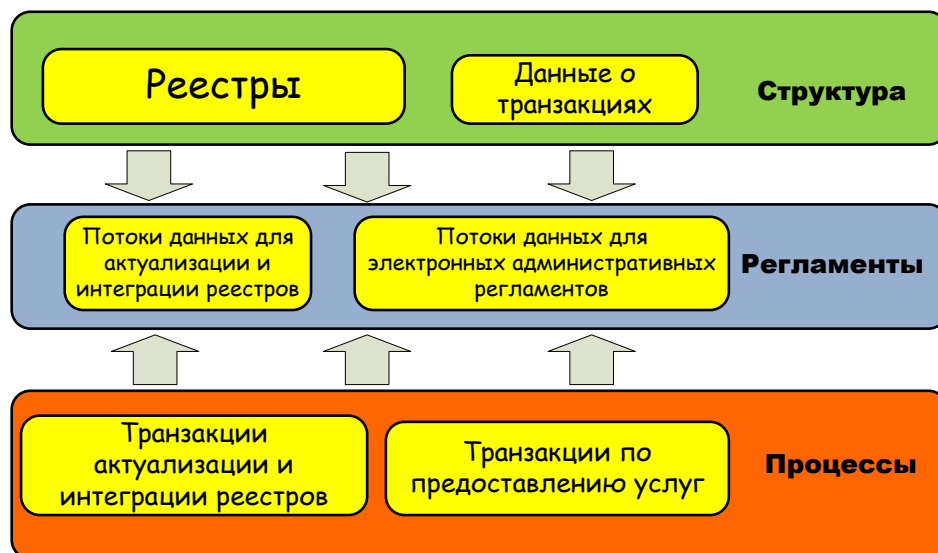 Реестры
Данные о
транзакциях
Структура
Потоки данных для
актуализации и
интеграции реестров
Потоки данных для
электронных административных
регламентов
Регламенты
Транзакции
актуализации и
интеграции реестров
Транзакции по
предоставлению услуг
Процессы